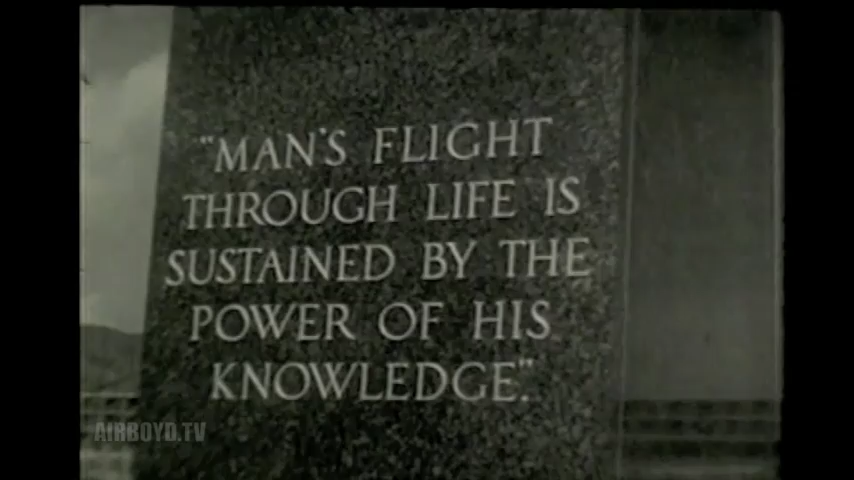 "MAN'S FLIGHT
THROUGH LIFE IS
SUSTAINED BY THE
POWER OF HIS
KNOWLEDGE."
AIRBOYD.TV